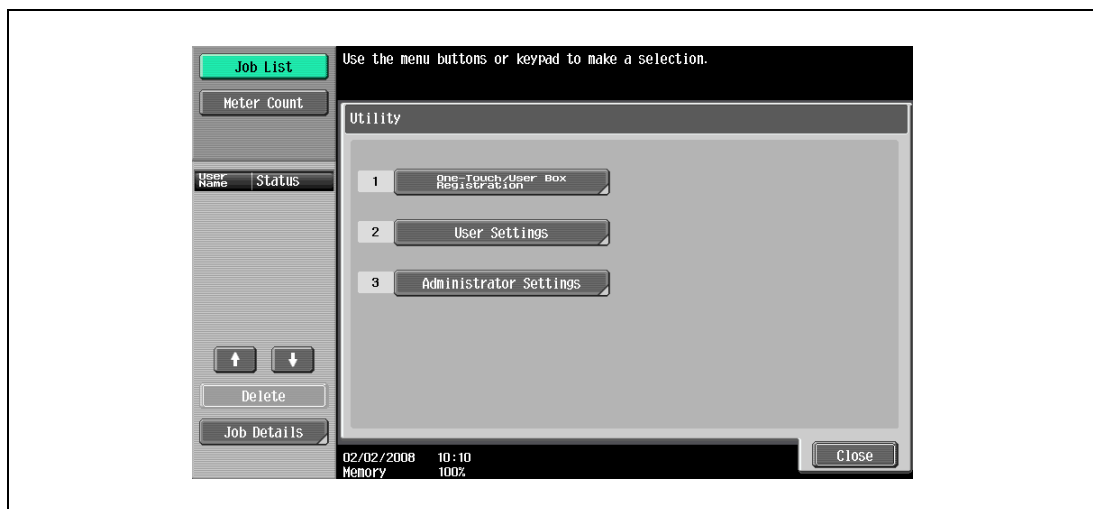 Job List
Meter Count
User Name
Status
Delete
Job Details
Use the menu buttons or keypad to make a selection.
Utility
1 One-Touch/User Box
Registration
2 User Settings
3 Administrator Settings
02/02/2008 10:10
Memory 100%
Close